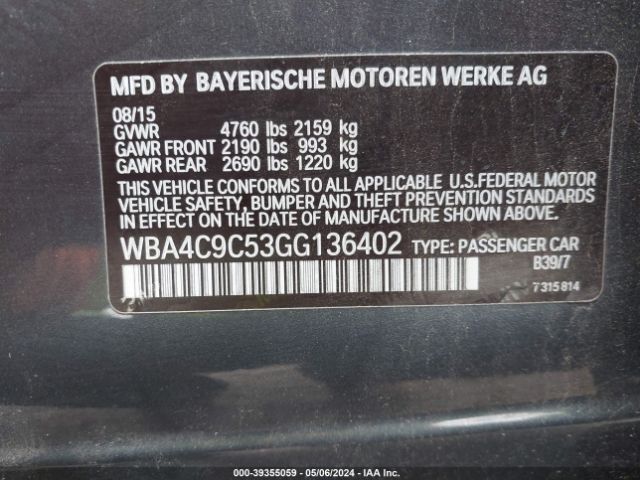 MFD BY BAYERISCHE MOTOREN WERKE AG
08/15
GVWR 4760 lbs 2159 kg
GAWR FRONT 2190 lbs 993 kg
GAWR REAR 2690 lbs 1220 kg
THIS VEHICLE CONFORMS TO ALL APPLICABLE U.S.FEDERAL MOTOR
VEHICLE SAFETY, BUMPER AND THEFT PREVENTION STANDARDS
IN EFFECT ON THE DATE OF MANUFACTURE SHOWN ABOVE.
WBA4C9C53GG136402 TYPE: PASSENGER CAR
B39/7
7315814
000-39355059 - 05/06/2024 - IAA Inc.